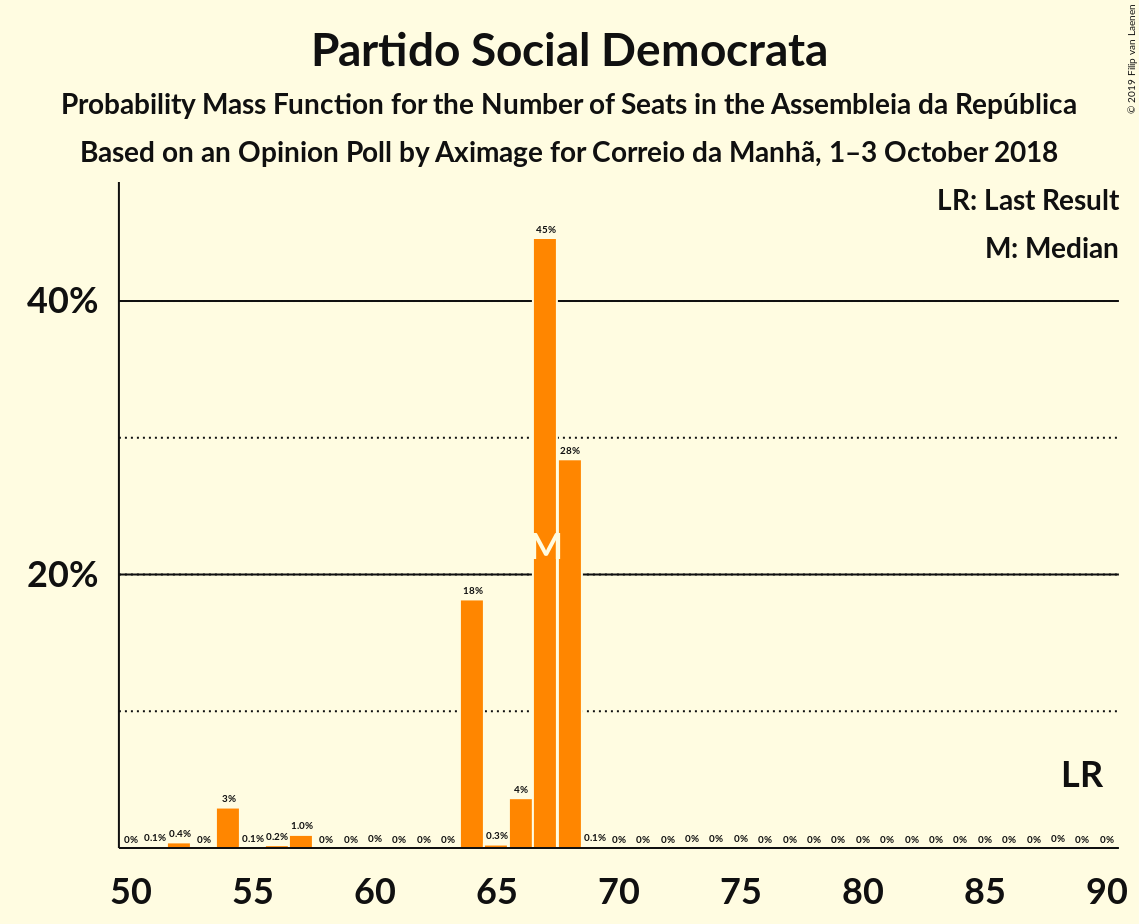 Partido Social Democrata
Probability Mass Function for the Number of Seats in the Assembleia da República
Based on an Opinion Poll by Aximage for Correio da Manhã, 1–3 October 2018
© 2019 Filip van Laenen
LR: Last Result
M: Median
40%
20%
0% 0.1% 0.4% 0% 3% 0.1% 0.2% 1.0% 0% 0% 0% 0% 0% 0% 18% 0.3% 4% 45% 28% 0.1% 0% 0% 0% 0% 0% 0% 0% 0% 0% 0% 0% 0% 0% 0% 0% 0% 0% 0% 0% 0% 0%
M
LR
50 55 60 65 70 75 80 85 90